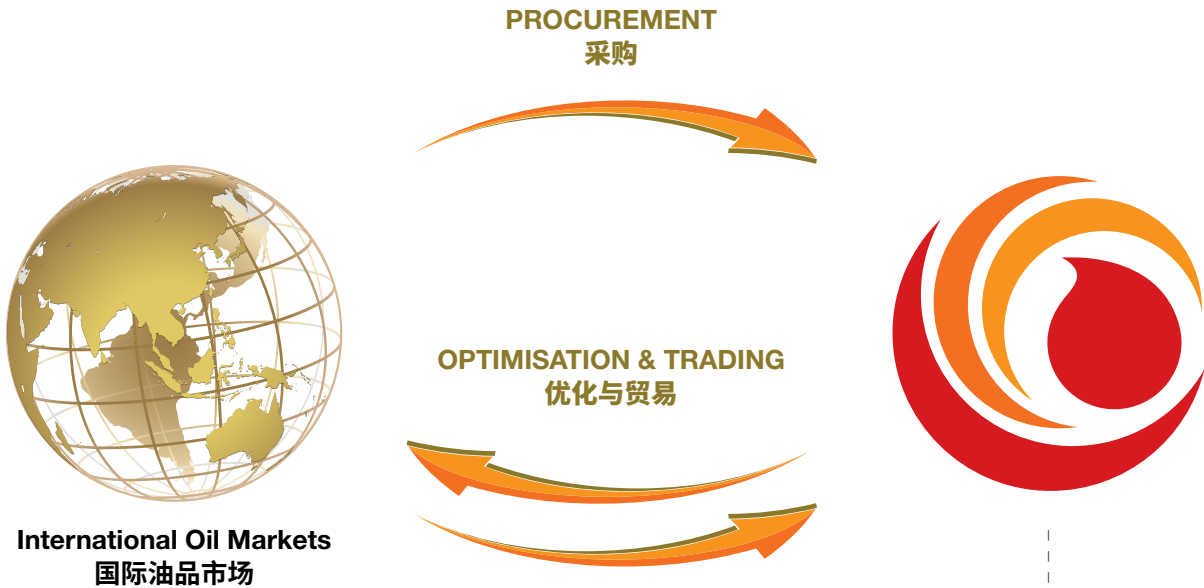 PROCUREMENT
采购
OPTIMISATION & TRADING
优化与贸易
International Oil Markets
国际油品市场